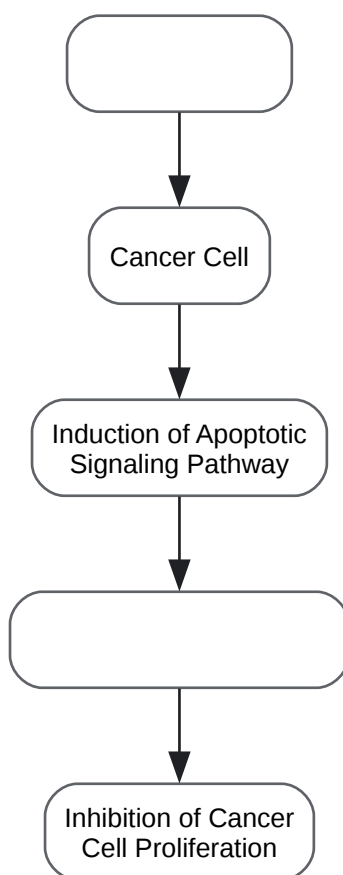 Cancer Cell
Induction of Apoptotic
Signaling Pathway
Inhibition of Cancer
Cell Proliferation